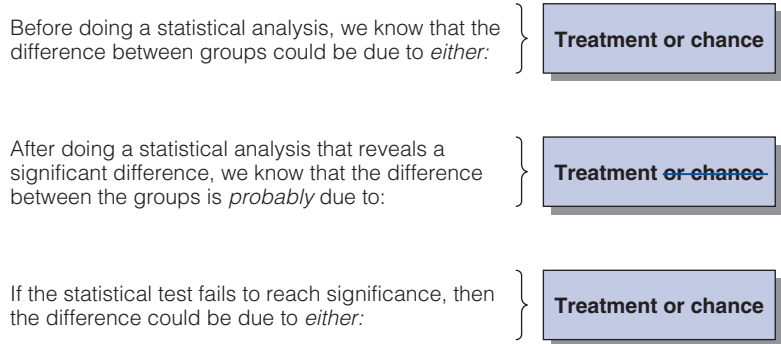 Before doing a statistical analysis, we know that the
difference between groups could be due to either:
Treatment or chance
After doing a statistical analysis that reveals a
significant difference, we know that the difference
between the groups is probably due to:
Treatment or chance
If the statistical test fails to reach significance, then
the difference could be due to either:
Treatment or chance